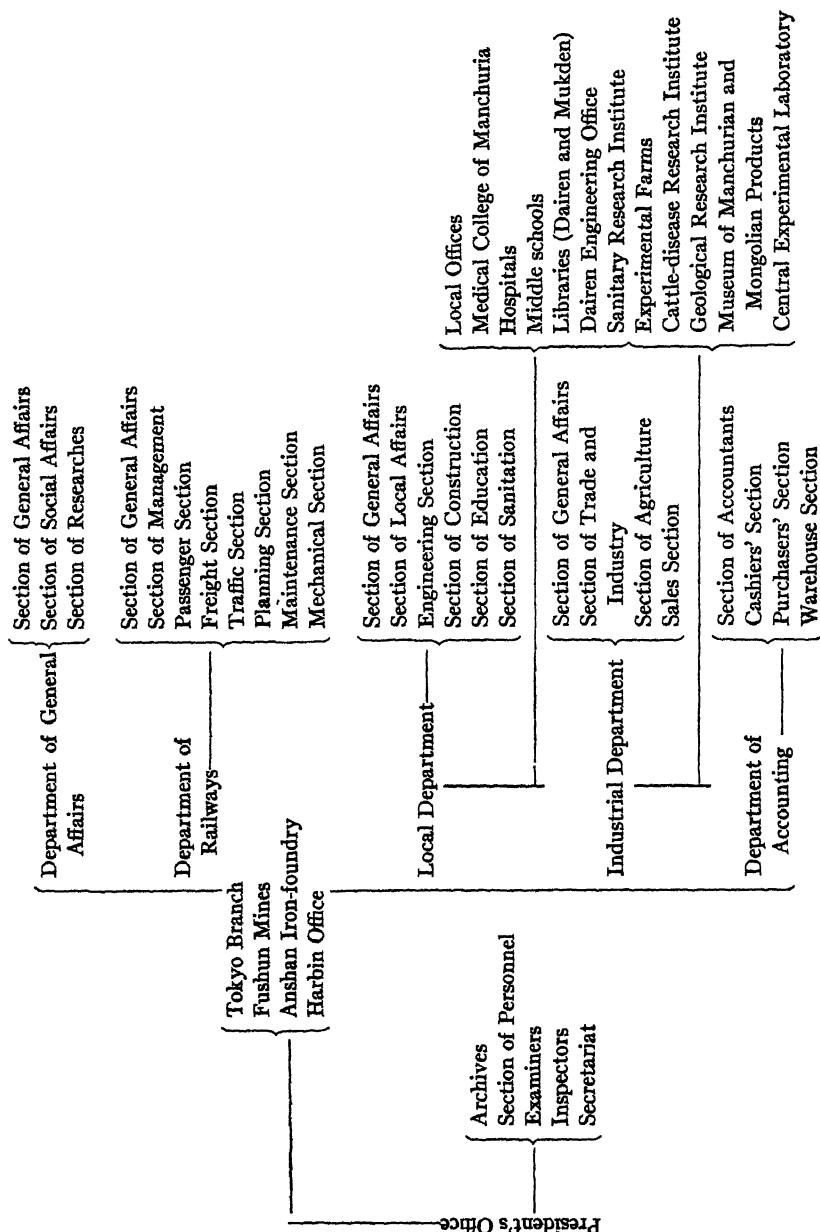 President's Office
Archives
Section of Personnel
Examiners
Inspectors
Secretariat
Tokyo Branch
Fushun Mines
Anshan Iron-foundry
Harbin Office
Department of General
Affairs
Section of General Affairs
Section of Social Affairs
Section of Researches
Department of
Railways
Section of General Affairs
Section of Management
Passenger Section
Freight Section
Traffic Section
Planning Section
Maintenance Section
Mechanical Section
Local Department
Section of General Affairs
Section of Local Affairs
Engineering Section
Section of Construction
Section of Education
Section of Sanitation
Industrial Department
Section of General Affairs
Section of Trade and
Industry
Section of Agriculture
Sales Section
Department of
Accounting
Section of Accountants
Cashiers' Section
Purchasers' Section
Warehouse Section
Local Offices
Medical College of Manchuria
Hospitals
Middle schools
Libraries (Dairen and Mukden)
Dairen Engineering Office
Sanitary Research Institute
Experimental Farms
Cattle-disease Research Institute
Geological Research Institute
Museum of Manchurian and
Mongolian Products
Central Experimental Laboratory